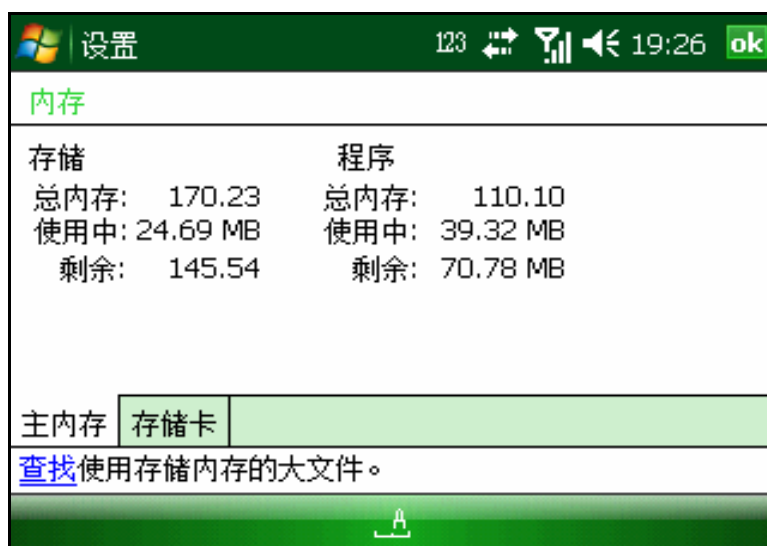 设置 123 19:26 ok
内存
存储 程序
总内存: 170.23 总内存: 110.10
使用中: 24.69 MB 使用中: 39.32 MB
剩余: 145.54 剩余: 70.78 MB
主内存 存储卡
查找使用存储内存的大文件。
A